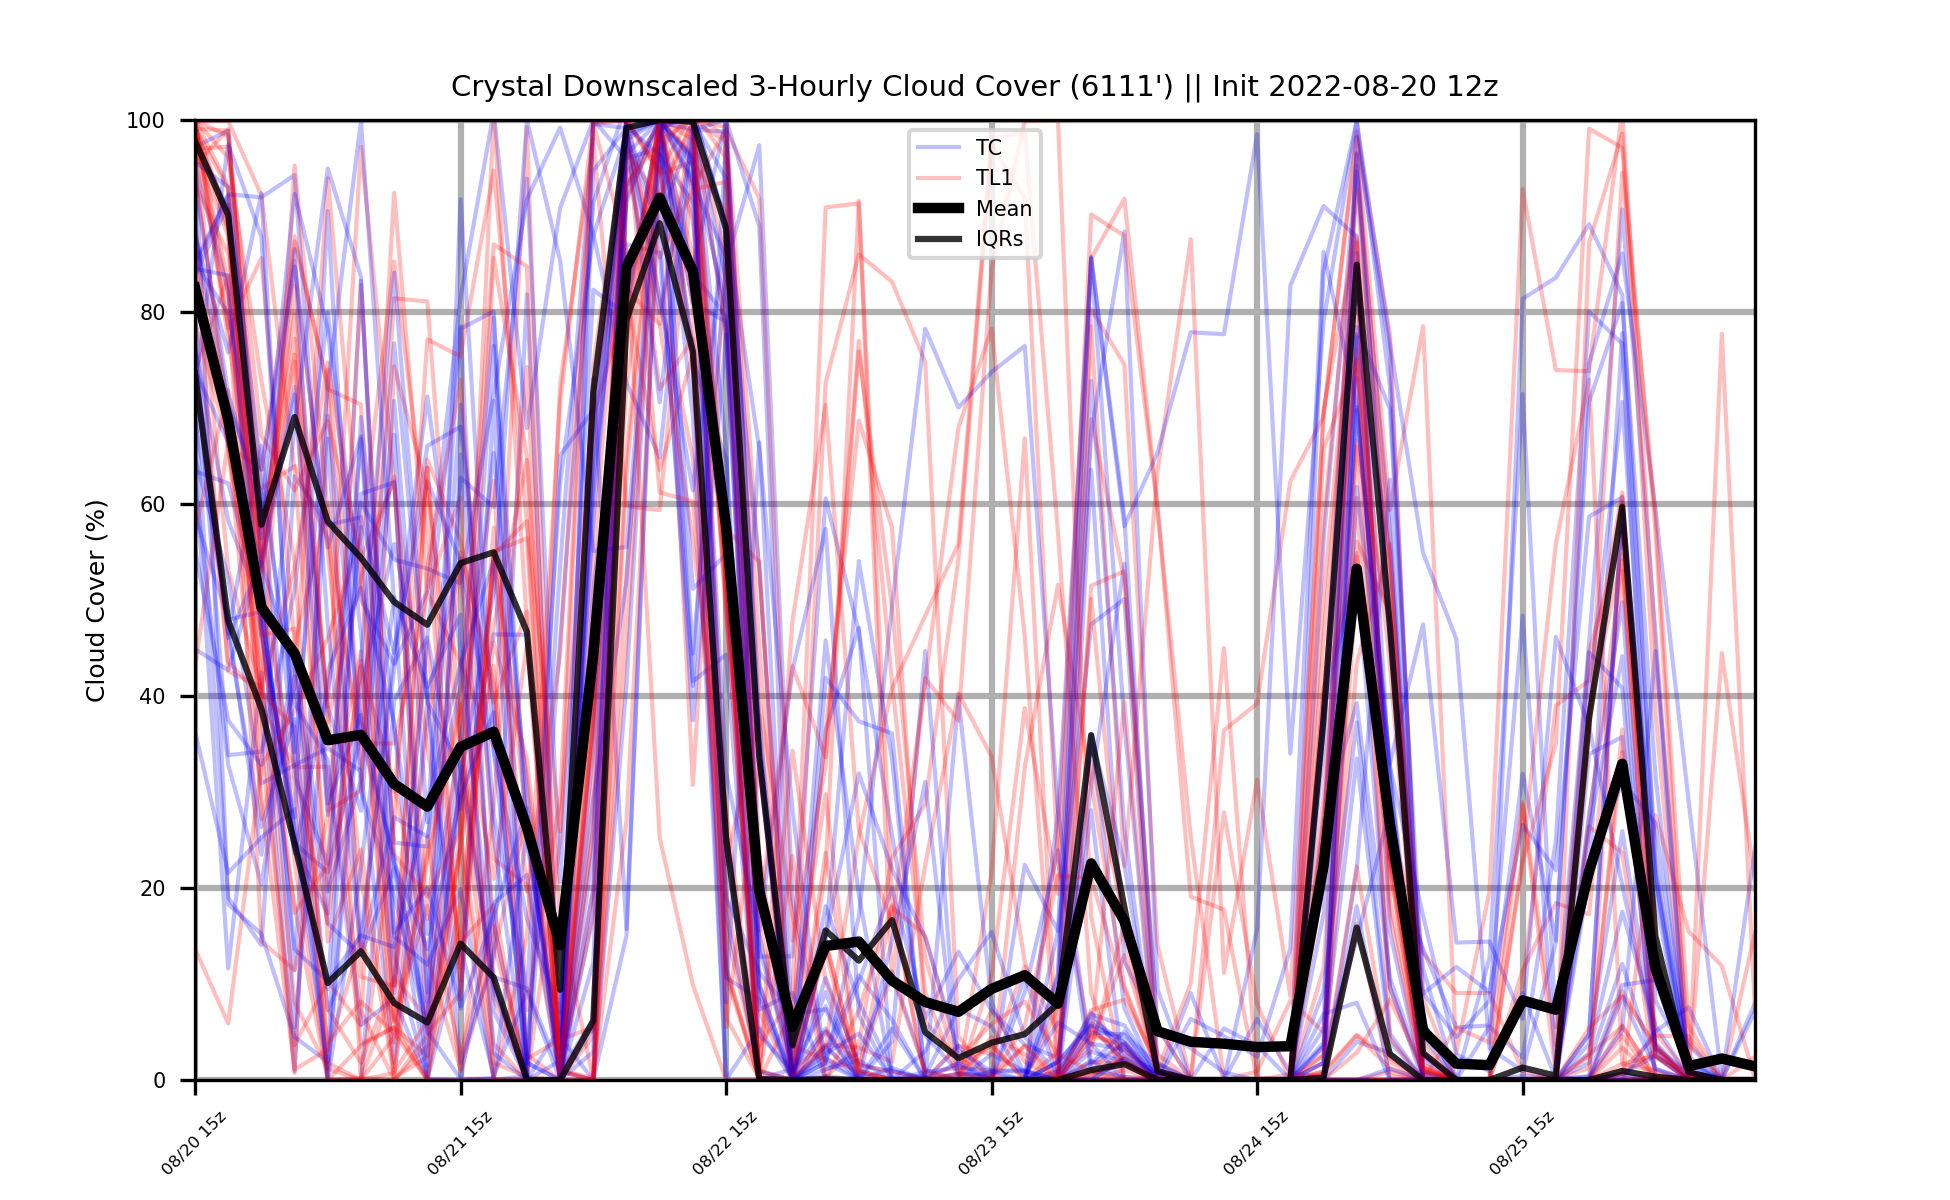 Crystal Downscaled 3-Hourly Cloud Cover (6111') || Init 2022-08-20 12z
TC
TL1
Mean
IQRs
Cloud Cover (%)
100
80
60
40
20
0
08/20 15z
08/21 15z
08/22 15z
08/23 15z
08/24 15z
08/25 15z